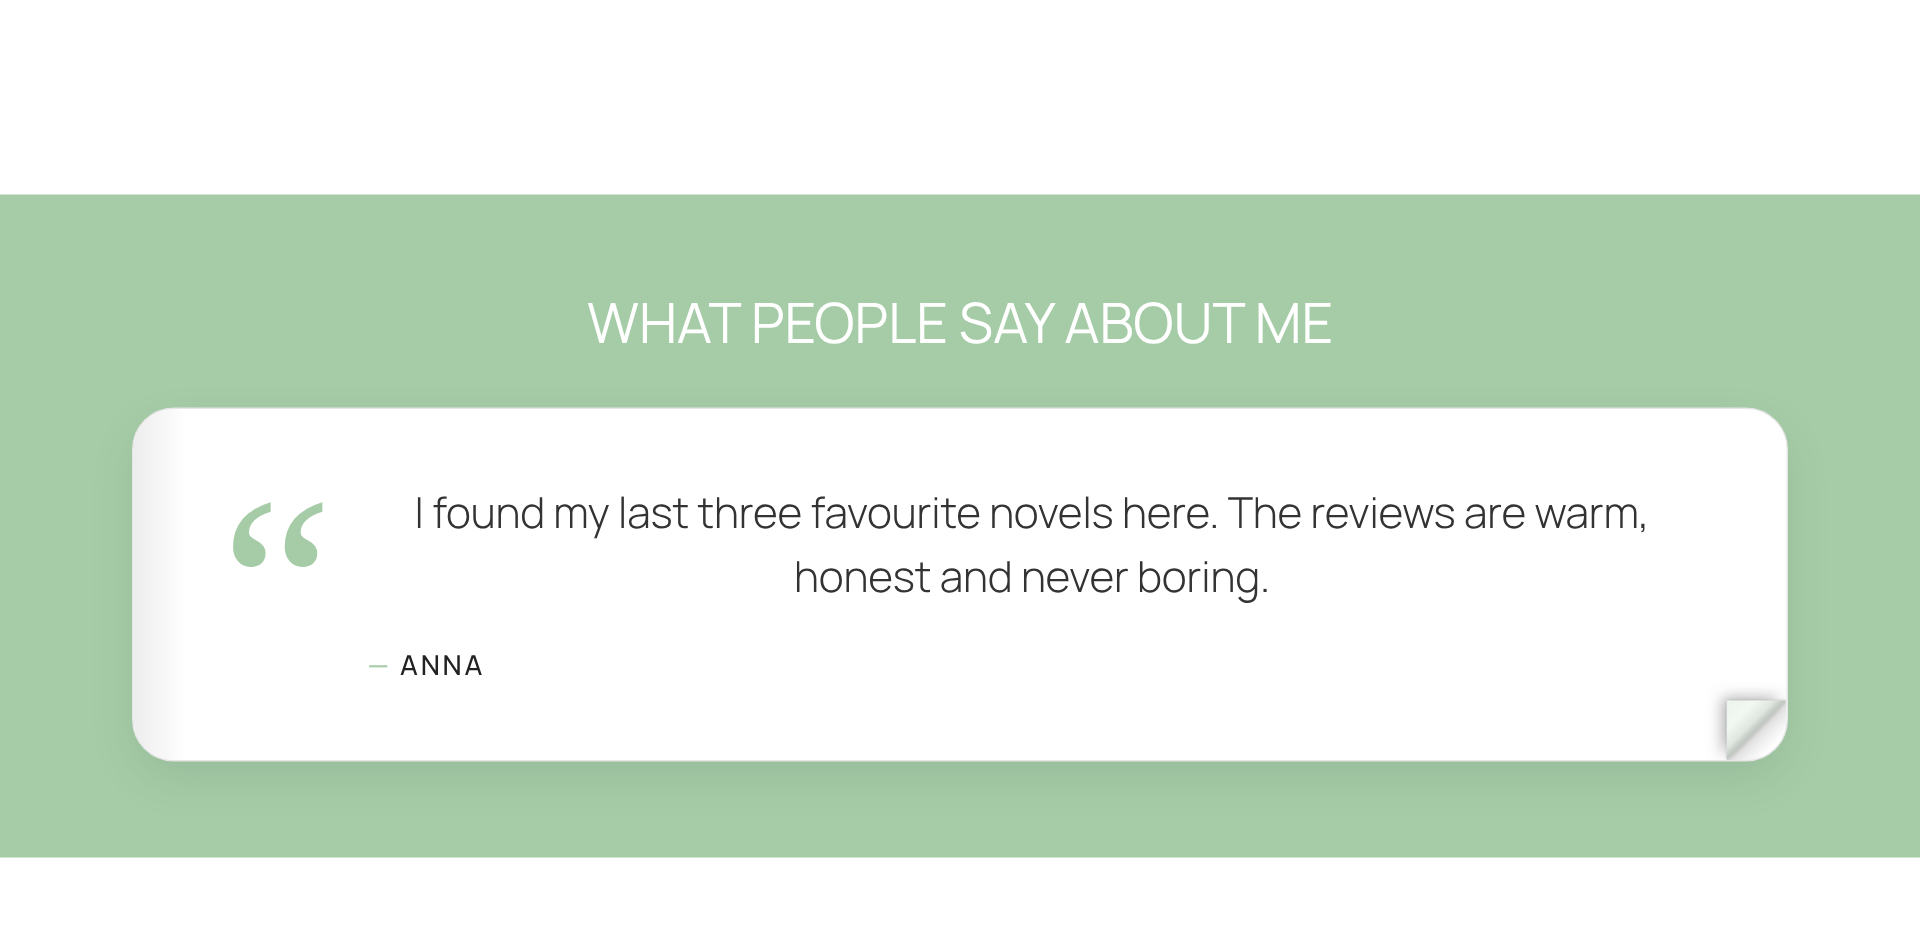 WHAT PEOPLE SAY ABOUT ME
“
I found my last three favourite novels here. The reviews are warm,
honest and never boring.
— ANNA